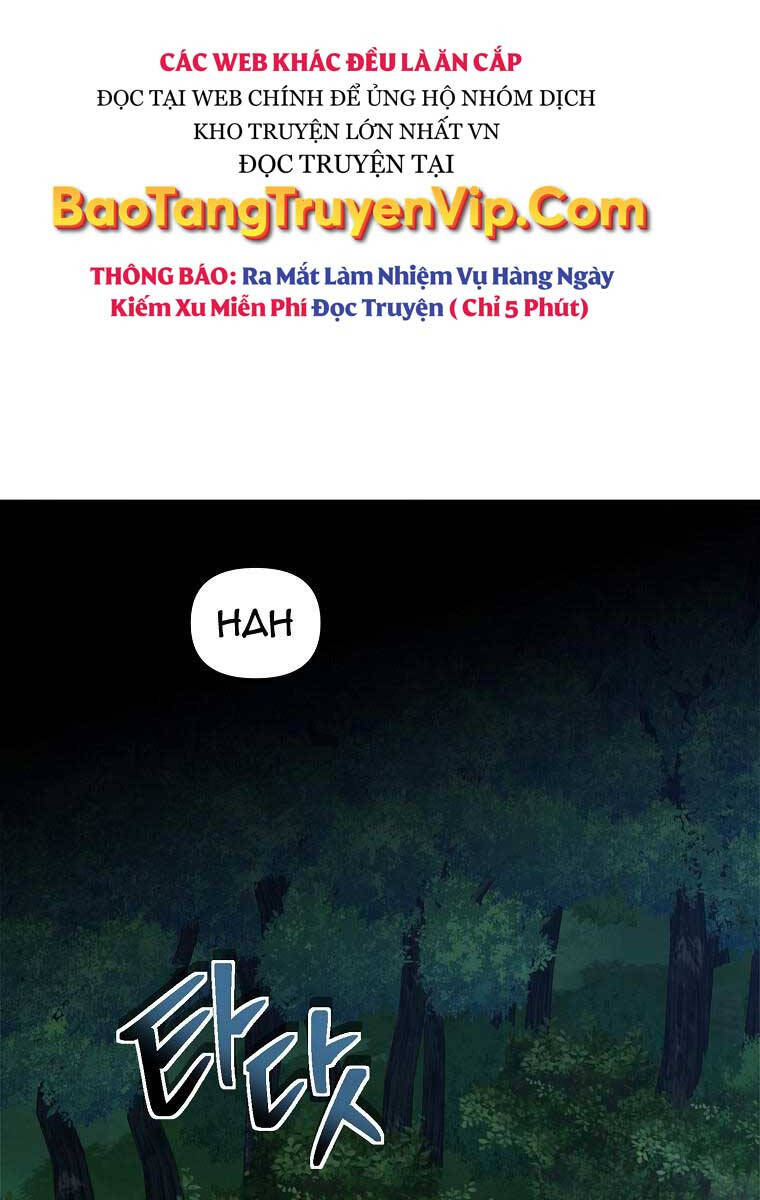 CÁC WEB KHÁC ĐỀU LÀ ĂN CẮP
ĐỌC TẠI WEB CHÍNH ĐỂ ỦNG HỘ NHÓM DỊCH
KHO TRUYỆN LỚN NHẤT VN
ĐỌC TRUYỆN TẠI
BaoTangTruyenVip.Com
THÔNG BÁO: Ra Mắt Làm Nhiệm Vụ Hàng Ngày
Kiếm Xu Miễn Phí Đọc Truyện ( Chỉ 5 Phút)
HAH
타닷